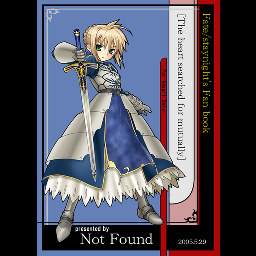 Fate/staynight's Fan book
[The heart searched for mutually]
presented by
Not Found
2005.5.29